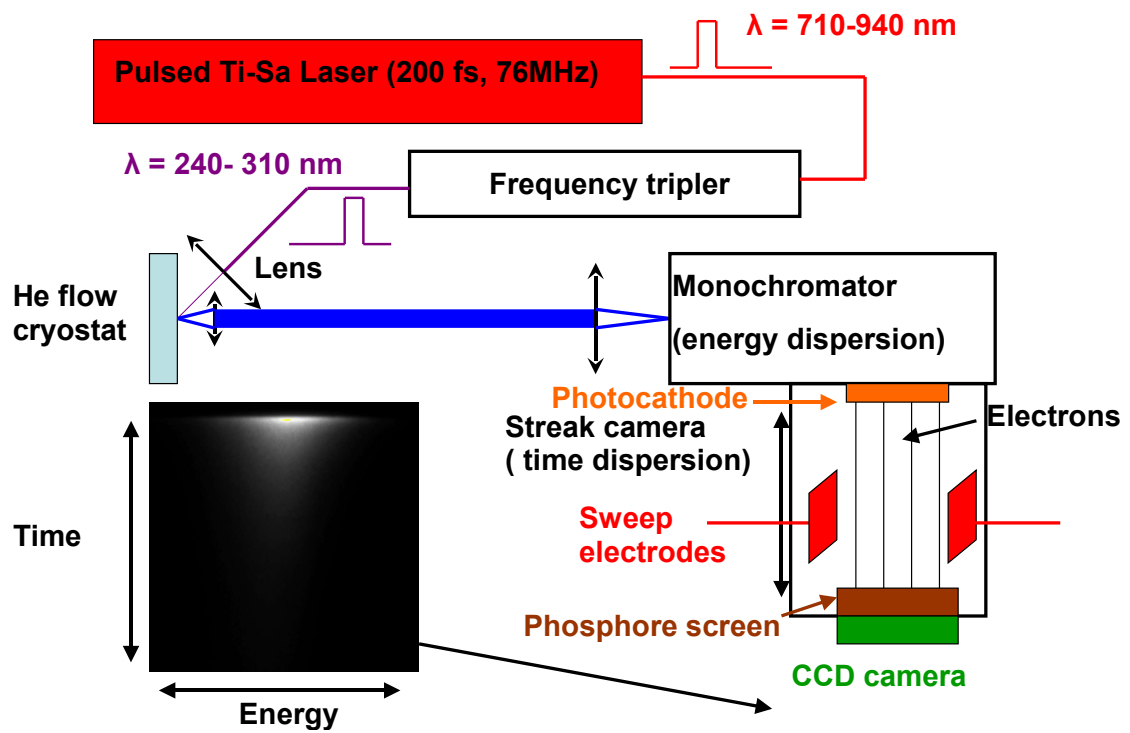 λ = 710-940 nm
Pulsed Ti-Sa Laser (200 fs, 76MHz)
λ = 240- 310 nm
Frequency tripler
Lens
He flow
cryostat
Monochromator
(energy dispersion)
Photocathode
Streak camera
( time dispersion)
Electrons
Time
Sweep
electrodes
Phosphore screen
CCD camera
Energy